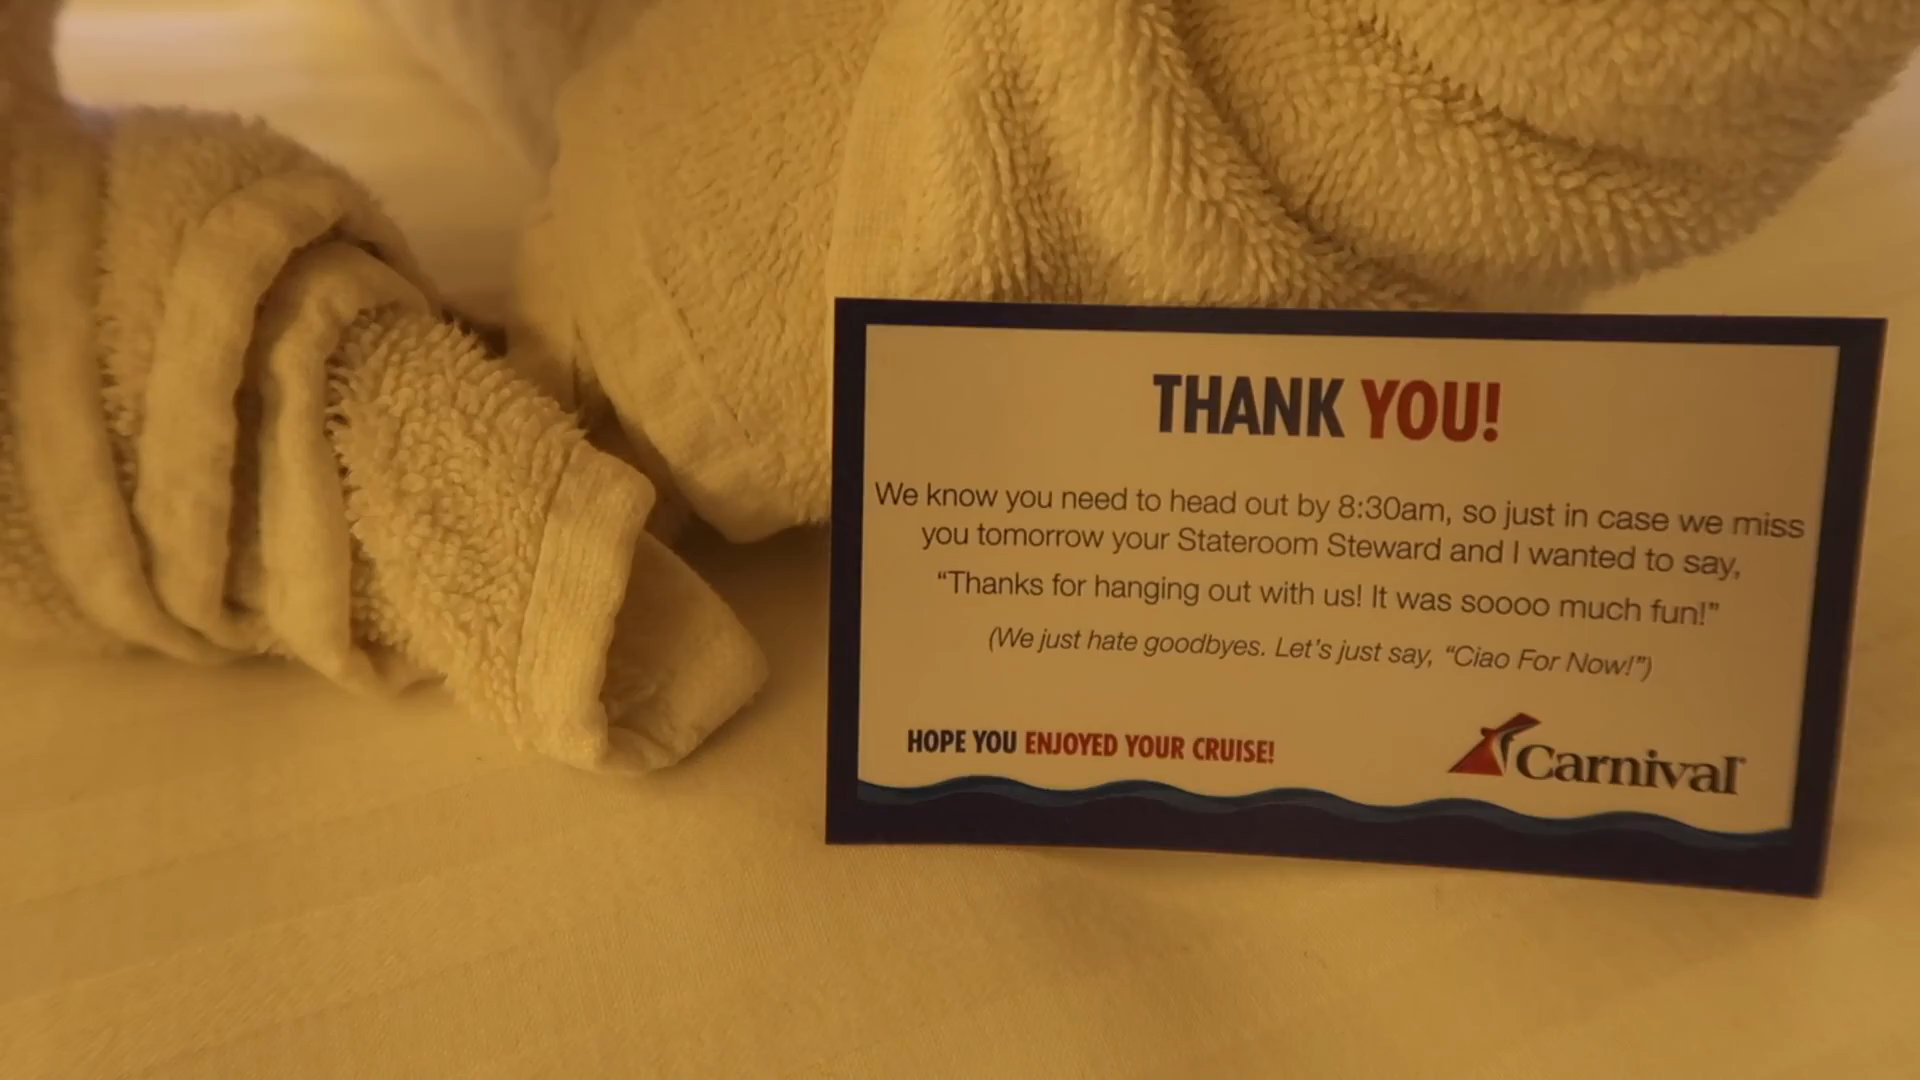 THANK YOU!
We know you need to head out by 8:30am, so just in case we miss
you tomorrow your Stateroom Steward and I wanted to say,
“Thanks for hanging out with us! It was soooo much fun!”
(We just hate goodbyes. Let's just say, “Ciao For Now!”)
HOPE YOU ENJOYED YOUR CRUISE!
Carnival